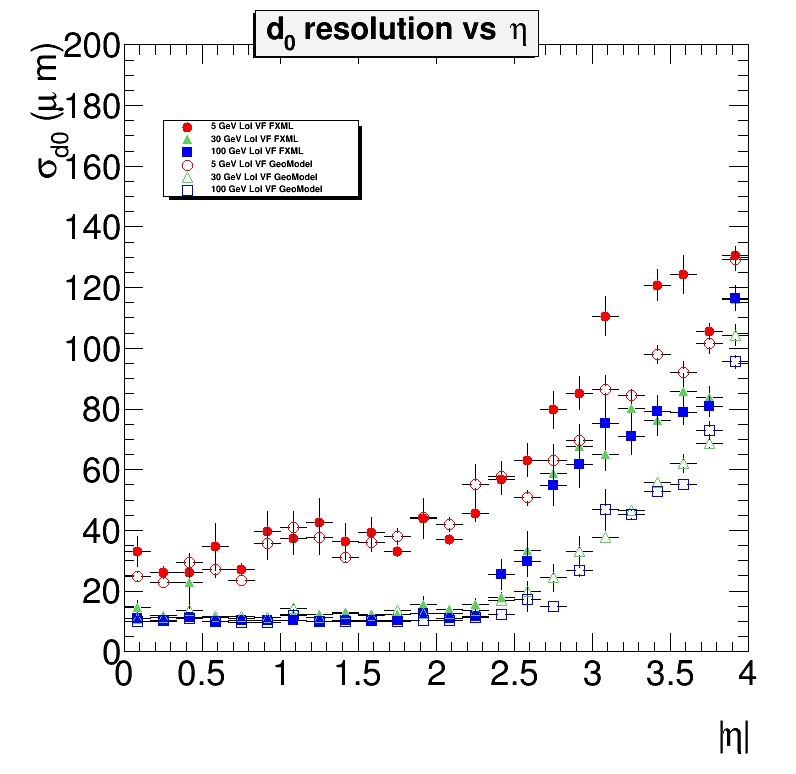 d0 resolution vs η
σd0 (μ m)
200
180
160
140
120
100
80
60
40
20
0
5 GeV LoI VF FXML
30 GeV LoI VF FXML
100 GeV LoI VF FXML
5 GeV LoI VF GeoModel
30 GeV LoI VF GeoModel
100 GeV LoI VF GeoModel
0 0.5 1 1.5 2 2.5 3 3.5 4
|η|